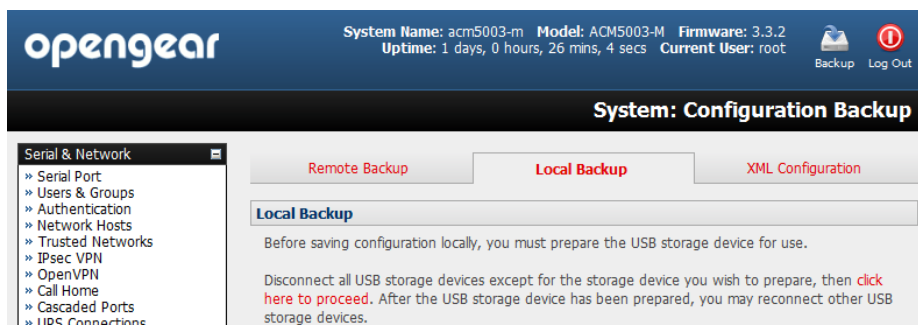 opengear
System Name: acm5003-m Model: ACM5003-M Firmware: 3.3.2
Uptime: 1 days, 0 hours, 26 mins, 4 secs Current User: root
Backup
Log Out
System: Configuration Backup
Serial & Network
» Serial Port
» Users & Groups
» Authentication
» Network Hosts
» Trusted Networks
» IPsec VPN
» OpenVPN
» Call Home
» Cascaded Ports
» UPS Connections
Remote Backup
Local Backup
XML Configuration
Local Backup
Before saving configuration locally, you must prepare the USB storage device for use.
Disconnect all USB storage devices except for the storage device you wish to prepare, then click
here to proceed. After the USB storage device has been prepared, you may reconnect other USB
storage devices.